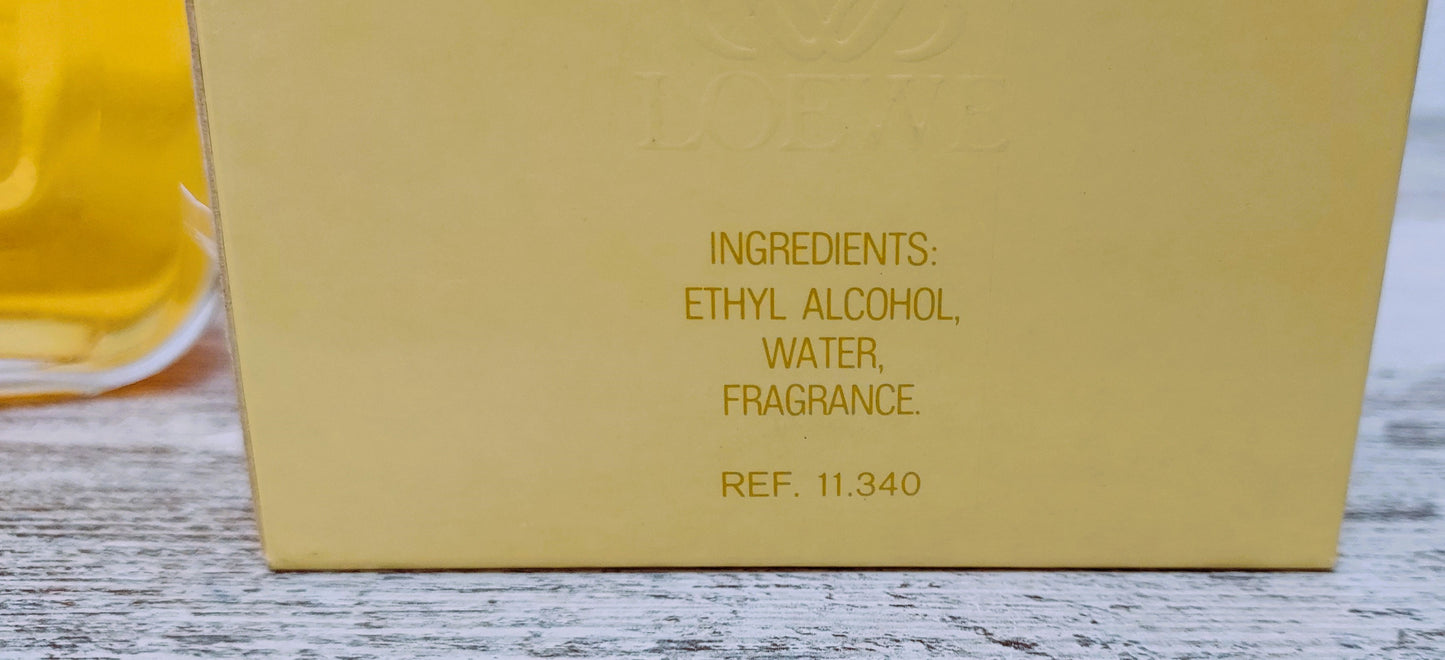 LOEWE
INGREDIENTS:
ETHYL ALCOHOL,
WATER,
FRAGRANCE.
REF. 11.340